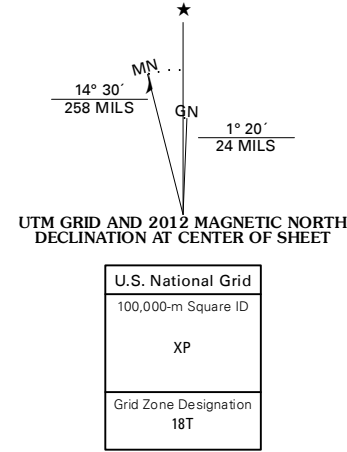 ★
MN
14° 30´
258 MILS
GN
1° 20´
24 MILS
UTM GRID AND 2012 MAGNETIC NORTH
DECLINATION AT CENTER OF SHEET
U.S. National Grid
100,000-m Square ID
XP
Grid Zone Designation
18T